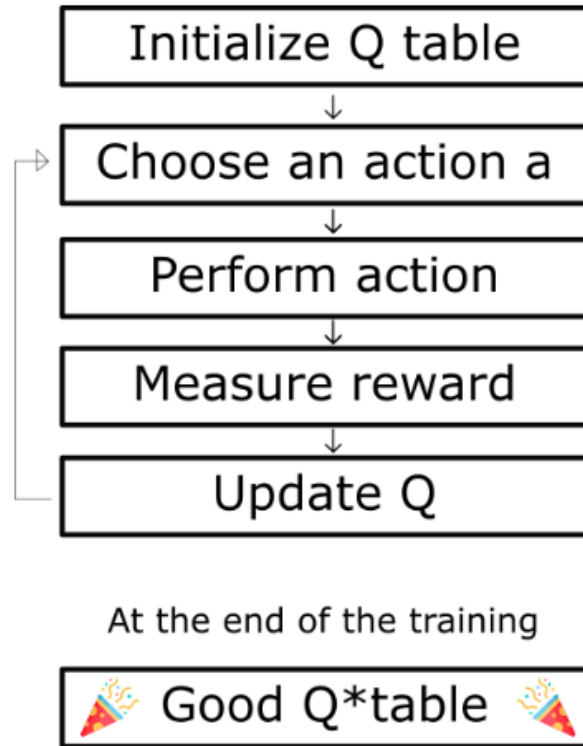 Initialize Q table
Choose an action a
Perform action
Measure reward
Update Q
At the end of the training
Good Q*table